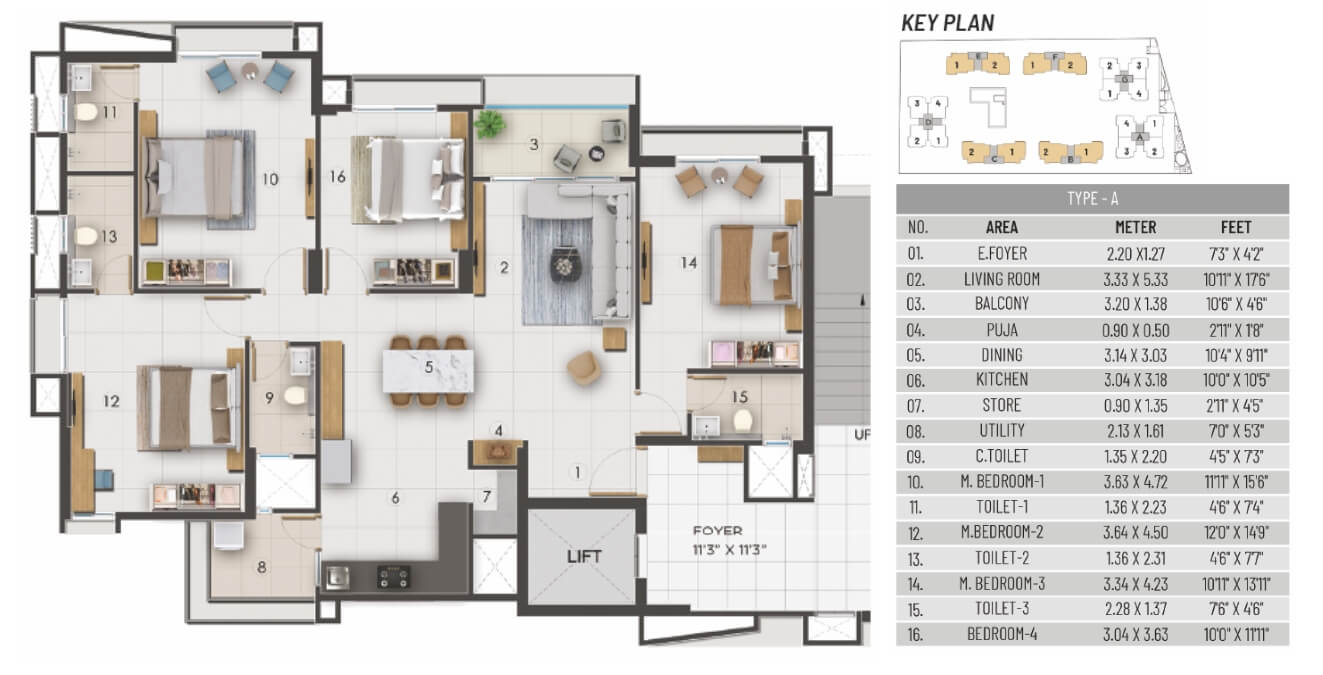 KEY PLAN
E
1 2
F
1 2
2 3
G
1 4
3 4
D
2 1
2 1
C
2 1
B
4 1
A
3 2
11
10
16
3
13
2
14
12
9
5
15
4
1
6
7
8
UP
FOYER
11'3" X 11'3"
LIFT
TYPE - A
NO. AREA METER FEET
01. E.FOYER 2.20 X1.27 7'3" X 4'2"
02. LIVING ROOM 3.33 X 5.33 10'11" X 17'6"
03. BALCONY 3.20 X 1.38 10'6" X 4'6"
04. PUJA 0.90 X 0.50 2'11" X 1'8"
05. DINING 3.14 X 3.03 10'4" X 9'11"
06. KITCHEN 3.04 X 3.18 10'0" X 10'5"
07. STORE 0.90 X 1.35 2'11" X 4'5"
08. UTILITY 2.13 X 1.61 7'0" X 5'3"
09. C.TOILET 1.35 X 2.20 4'5" X 7'3"
10. M. BEDROOM-1 3.63 X 4.72 11'11" X 15'6"
11. TOILET-1 1.36 X 2.23 4'6" X 7'4"
12. M.BEDROOM-2 3.64 X 4.50 12'0" X 14'9"
13. TOILET-2 1.36 X 2.31 4'6" X 7'7"
14. M. BEDROOM-3 3.34 X 4.23 10'11" X 13'11"
15. TOILET-3 2.28 X 1.37 7'6" X 4'6"
16. BEDROOM-4 3.04 X 3.63 10'0" X 11'11"